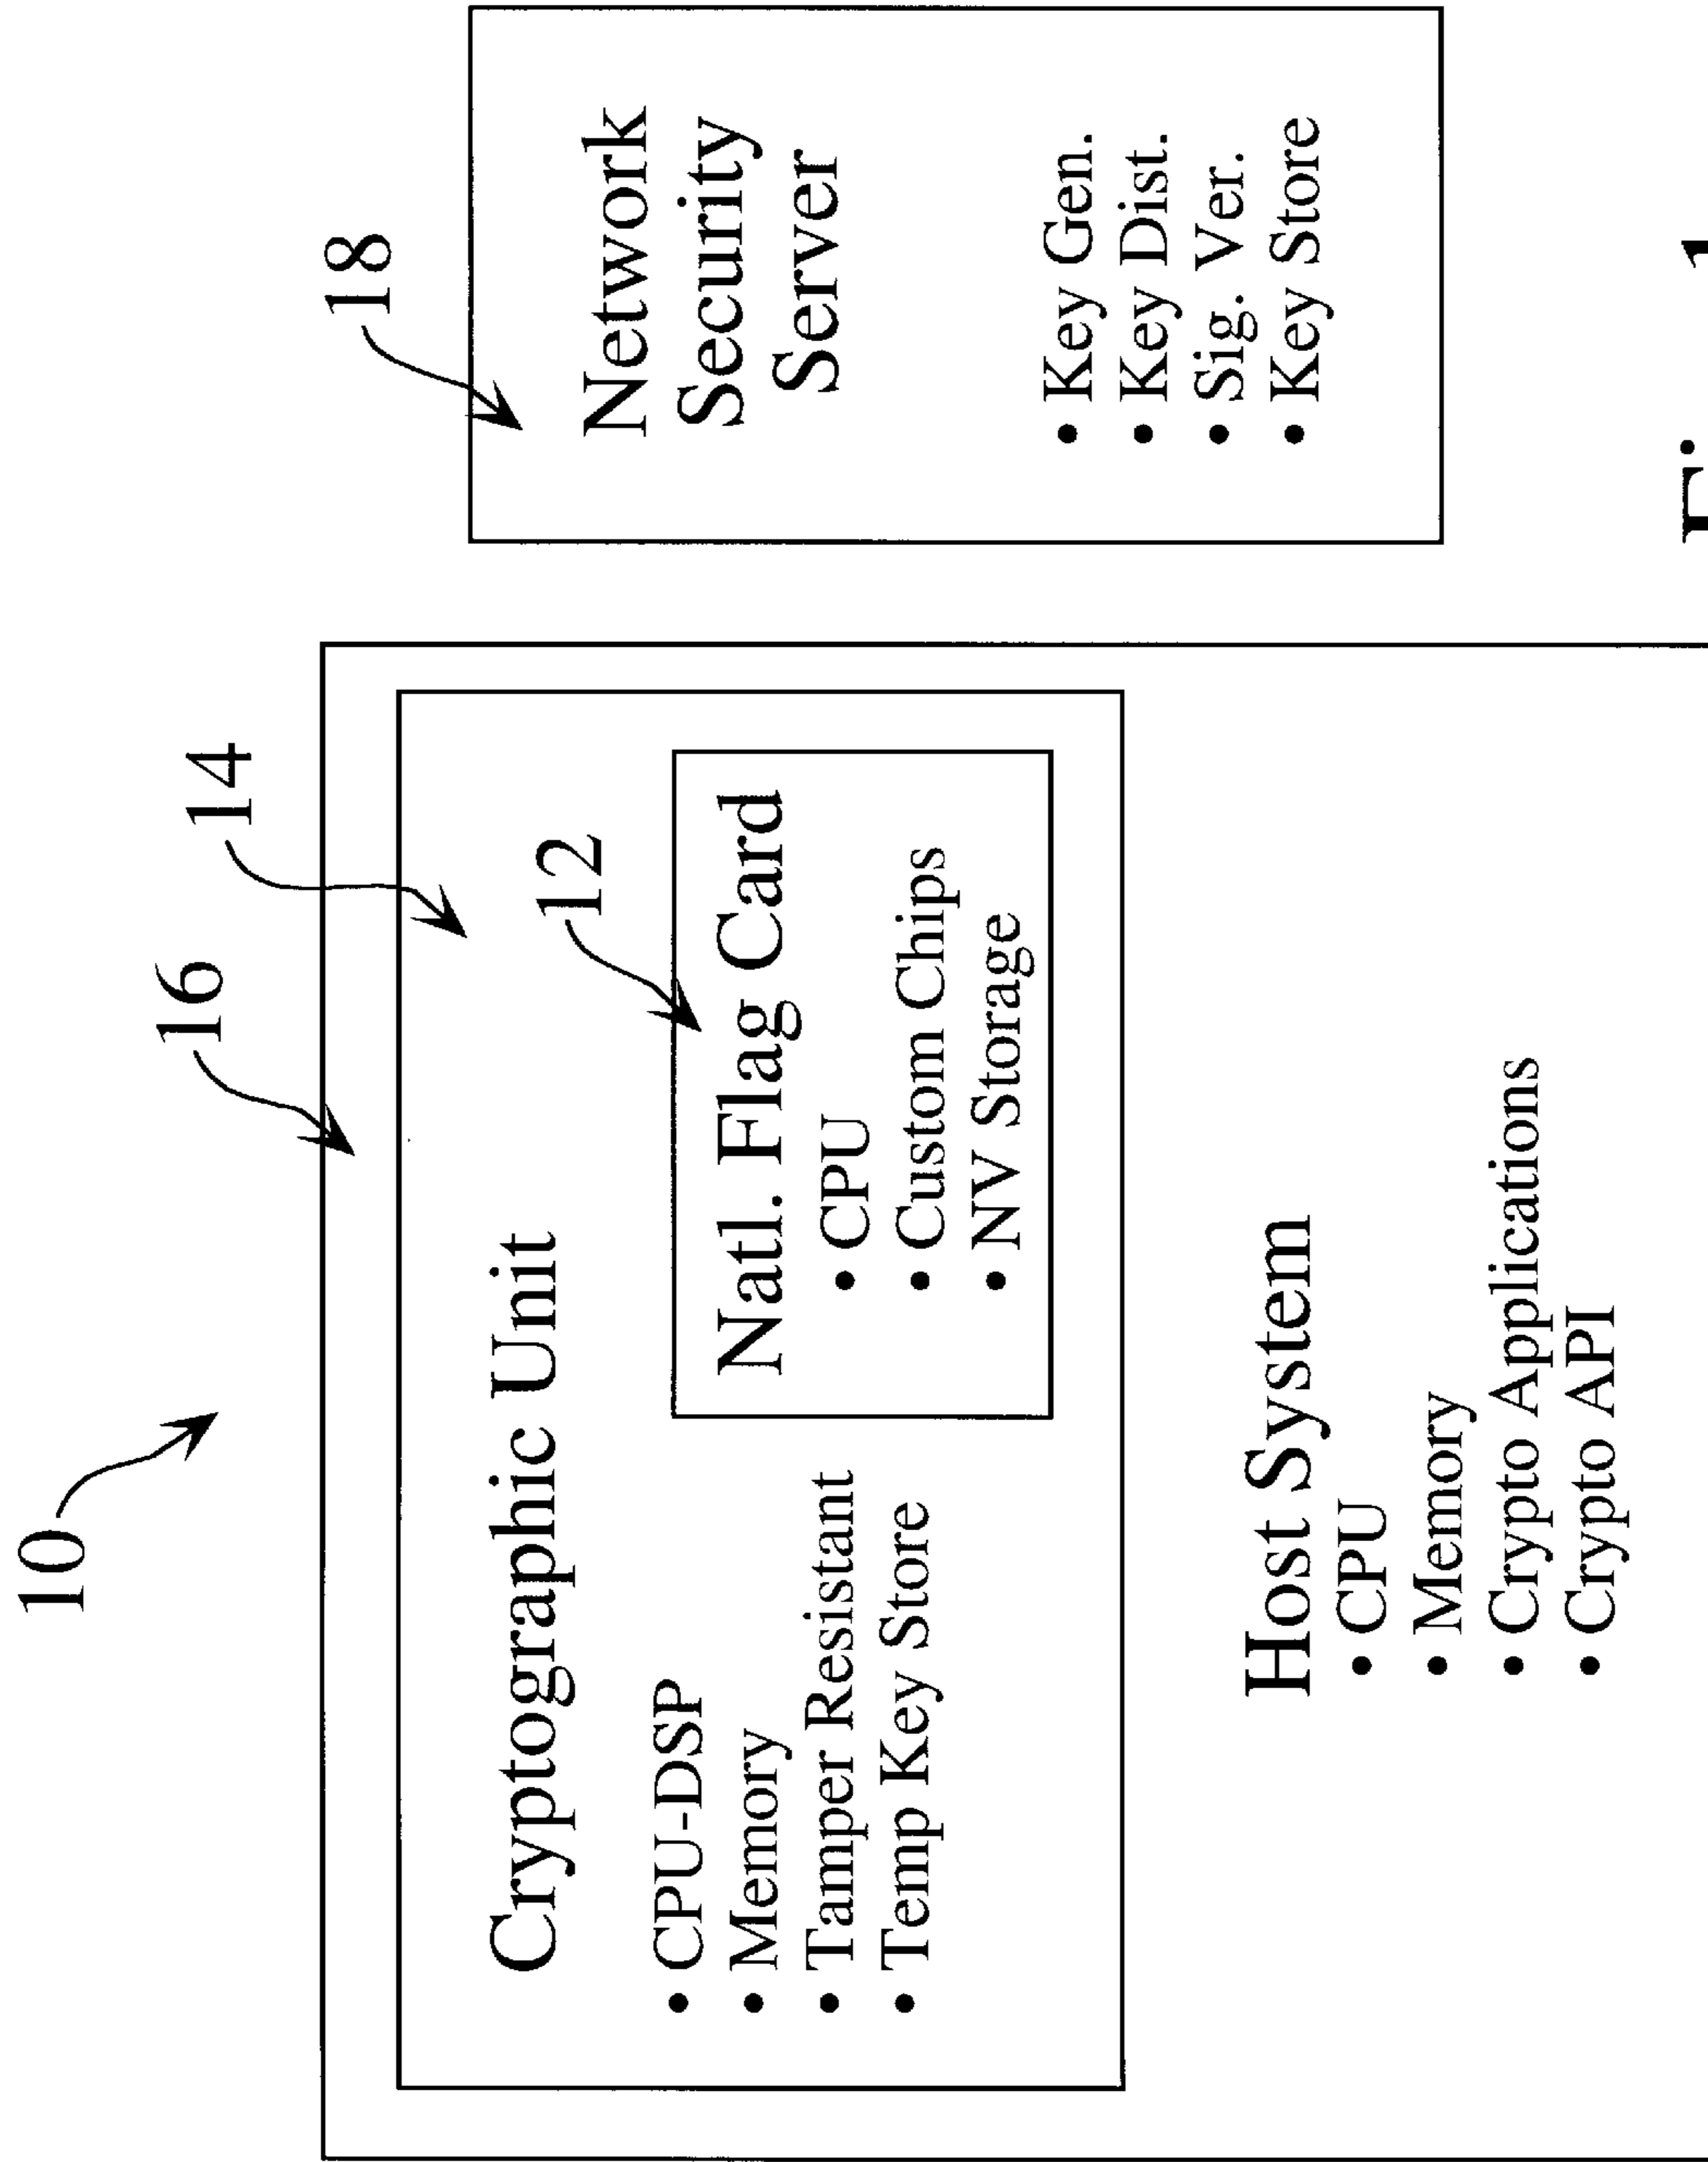 10
16
14
18
Cryptographic Unit
• CPU-DSP
• Memory
• Tamper Resistant
• Temp Key Store
12
Natl. Flag Card
• CPU
• Custom Chips
• NV Storage
Host System
• CPU
• Memory
• Crypto Applications
• Crypto API
Network
Security
Server
• Key Gen.
• Key Dist.
• Sig. Ver.
• Key Store